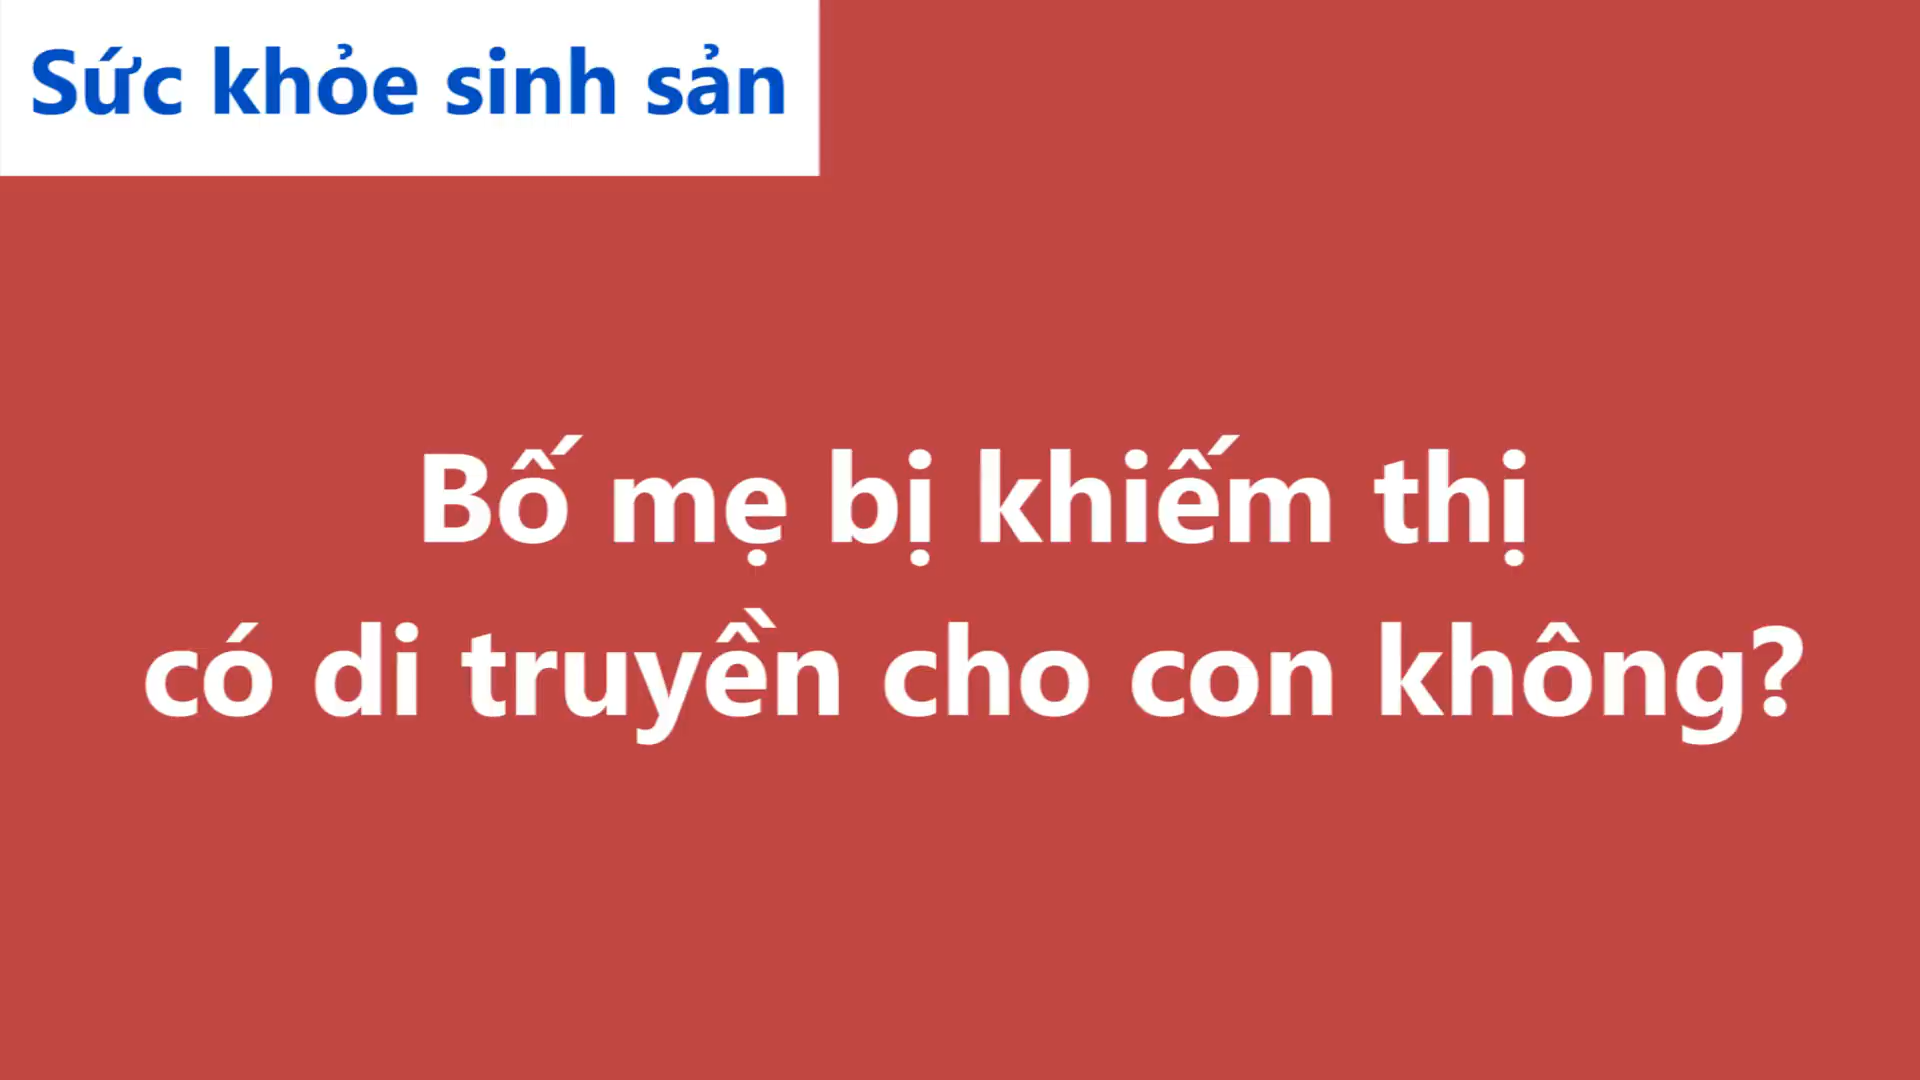 Sức khỏe sinh sản
Bố mẹ bị khiếm thị
có di truyền cho con không?